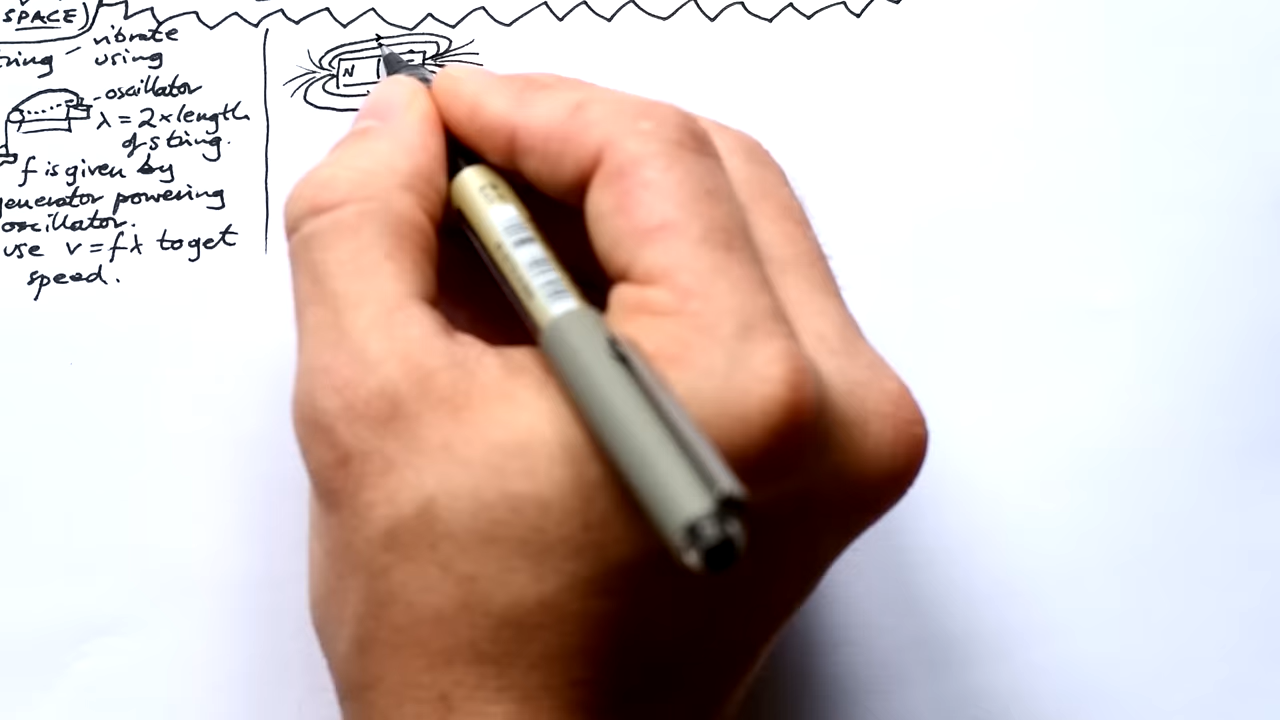 SPACE)
vibrate
using
oscillator
λ = 2 × length
of string.
f is given by
generator powering
oscillator.
use v = fλ to get
speed.
N